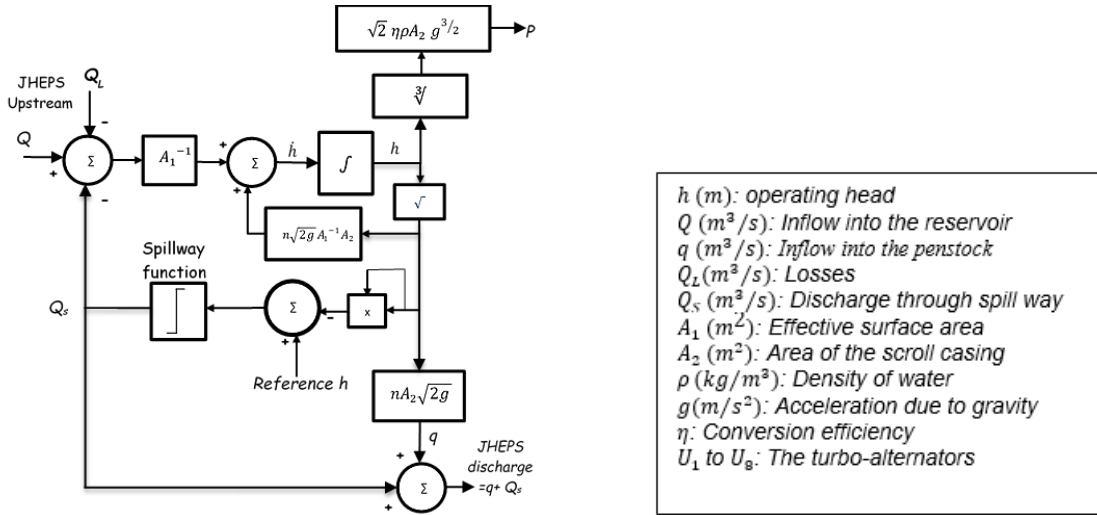 √2 ηρA₂ g^{3/2}
P
∛
JHEPS
Upstream
Q_L
-
Q
+
Σ
-
A₁⁻¹
+
Σ
+
ḣ
∫
h
√
n√2g A₁⁻¹A₂
Spillway
function
Q_s
Σ
-
+
x
Reference h
nA₂√2g
q
+
Σ
+
JHEPS
discharge
=q+ Q_s
h (m): operating head
Q (m³/s): Inflow into the reservoir
q (m³/s): Inflow into the penstock
Q_L(m³/s): Losses
Q_S (m³/s): Discharge through spill way
A₁ (m²): Effective surface area
A₂ (m²): Area of the scroll casing
ρ (kg/m³): Density of water
g(m/s²): Acceleration due to gravity
η: Conversion efficiency
U₁ to U₈: The turbo-alternators